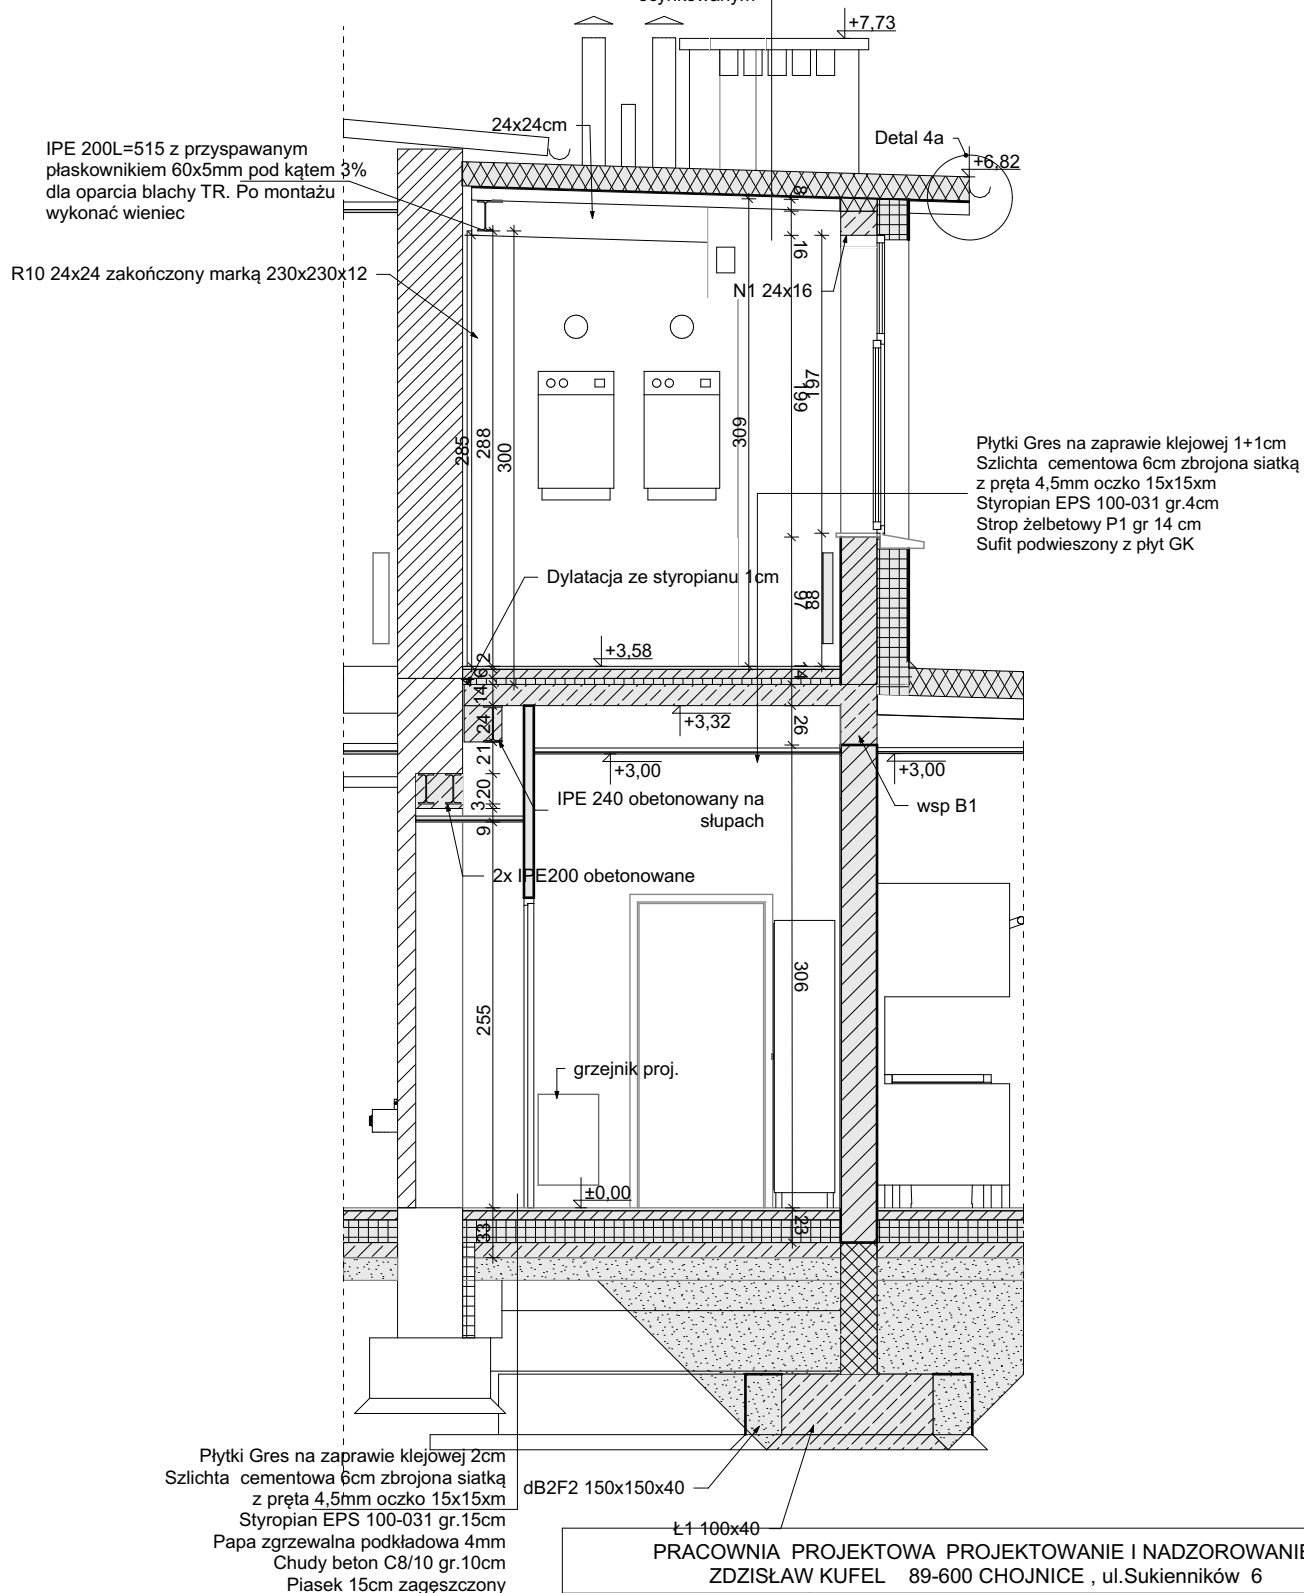 +7,73
24x24cm
Detal 4a
+6,82
IPE 200L=515 z przyspawanym
płaskownikiem 60x5mm pod kątem 3%
dla oparcia blachy TR. Po montażu
wykonać wieniec
8
16
R10 24x24 zakończony marką 230x230x12
N1 24x16
197
199
285
288
300
309
Płytki Gres na zaprawie klejowej 1+1cm
Szlichta cementowa 6cm zbrojona siatką
z pręta 4,5mm oczko 15x15xm
Styropian EPS 100-031 gr.4cm
Strop żelbetowy P1 gr 14 cm
Sufit podwieszony z płyt GK
Dylatacja ze styropianu 1cm
88
97
+3,58
2
6
14
14
+3,32
24
26
21
+3,00
+3,00
20
IPE 240 obetonowany na
słupach
wsp B1
3
9
2x IPE200 obetonowane
306
255
grzejnik proj.
±0,00
33
23
Płytki Gres na zaprawie klejowej 2cm
Szlichta cementowa 6cm zbrojona siatką
z pręta 4,5mm oczko 15x15xm
Styropian EPS 100-031 gr.15cm
Papa zgrzewalna podkładowa 4mm
Chudy beton C8/10 gr.10cm
Piasek 15cm zagęszczony
dB2F2 150x150x40
Ł1 100x40
PRACOWNIA PROJEKTOWA PROJEKTOWANIE I NADZOROWANIE
ZDZISŁAW KUFEL 89-600 CHOJNICE , ul.Sukienników 6